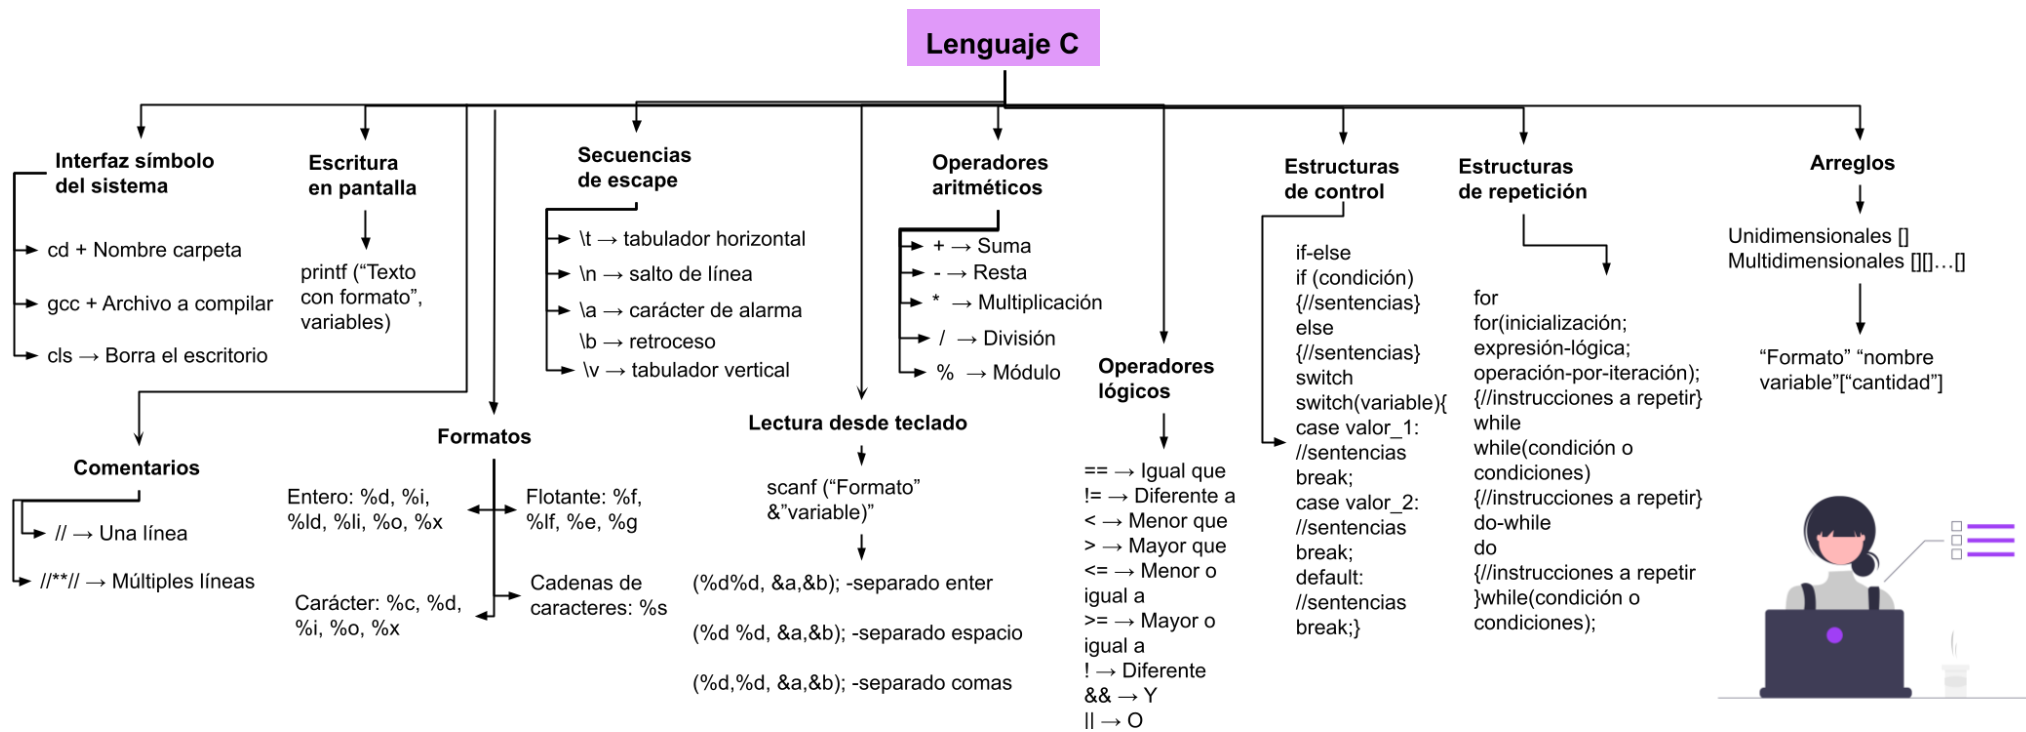 Lenguaje C
Interfaz símbolo
del sistema
cd + Nombre carpeta
gcc + Archivo a compilar
cls → Borra el escritorio
Escritura
en pantalla
printf (“Texto
con formato”,
variables)
Secuencias
de escape
\t → tabulador horizontal
\n → salto de línea
\a → carácter de alarma
\b → retroceso
\v → tabulador vertical
Operadores
aritméticos
+ → Suma
- → Resta
* → Multiplicación
/ → División
% → Módulo
Estructuras
de control
if-else
if (condición)
{//sentencias}
else
{//sentencias}
switch
switch(variable){
case valor_1:
//sentencias
break;
case valor_2:
//sentencias
break;
default:
//sentencias
break;}
Estructuras
de repetición
for
for(inicialización;
expresión-lógica;
operación-por-iteración);
{//instrucciones a repetir}
while
while(condición o
condiciones)
{//instrucciones a repetir}
do-while
do
{//instrucciones a repetir
}while(condición o
condiciones);
Arreglos
Unidimensionales []
Multidimensionales [][]…[]
“Formato” “nombre
variable”[“cantidad”]
Comentarios
// → Una línea
//**// → Múltiples líneas
Formatos
Entero: %d, %i,
%ld, %li, %o, %x
Flotante: %f,
%lf, %e, %g
Carácter: %c, %d,
%i, %o, %x
Cadenas de
caracteres: %s
Lectura desde teclado
scanf (“Formato”
&”variable)”
(%d%d, &a,&b); -separado enter
(%d %d, &a,&b); -separado espacio
(%d,%d, &a,&b); -separado comas
Operadores
lógicos
== → Igual que
!= → Diferente a
< → Menor que
> → Mayor que
<= → Menor o
igual a
>= → Mayor o
igual a
! → Diferente
&& → Y
|| → O